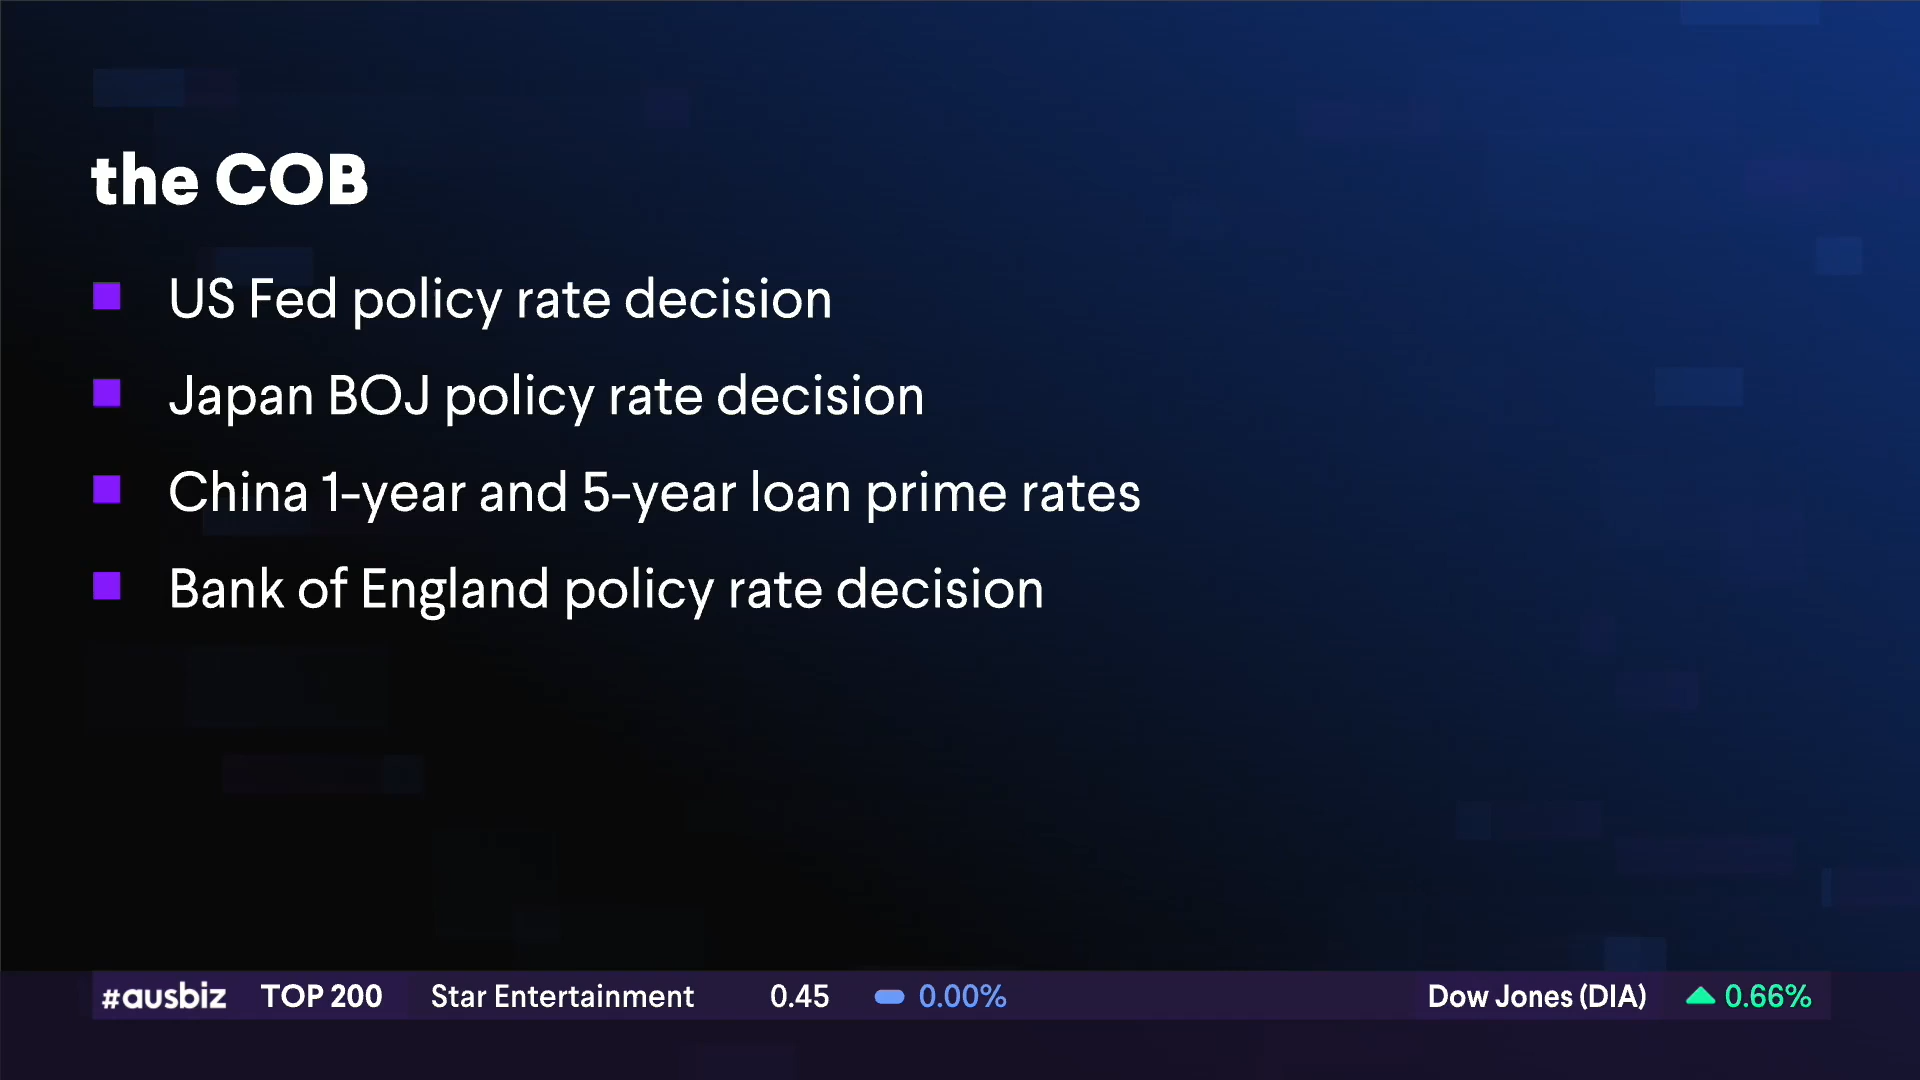 the COB
US Fed policy rate decision
Japan BOJ policy rate decision
China 1-year and 5-year loan prime rates
Bank of England policy rate decision
#ausbiz TOP 200 Star Entertainment 0.45 0.00% Dow Jones (DIA) 0.66%